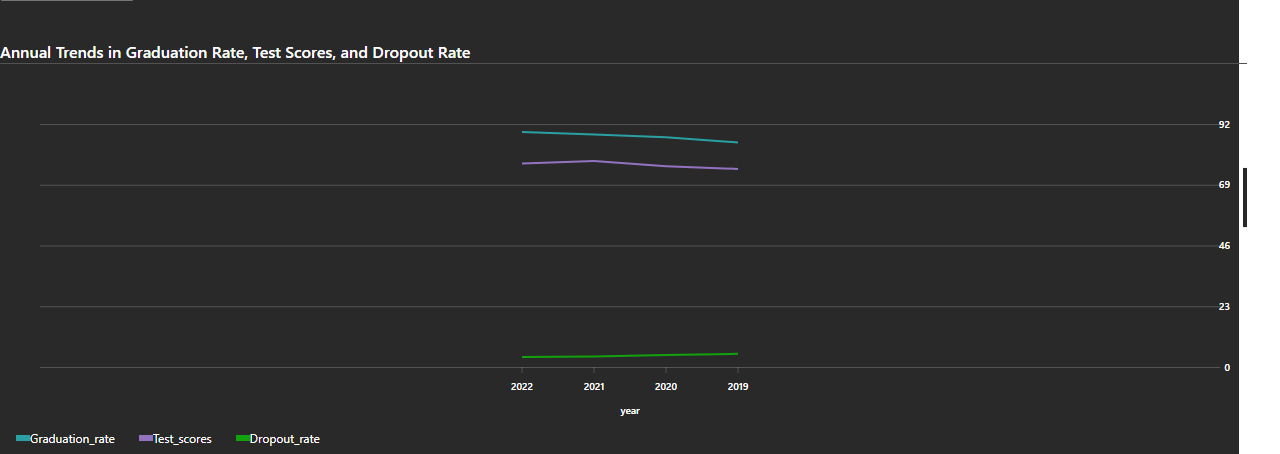 Annual Trends in Graduation Rate, Test Scores, and Dropout Rate
92
69
46
23
0
2022 2021 2020 2019
year
Graduation_rate Test_scores Dropout_rate